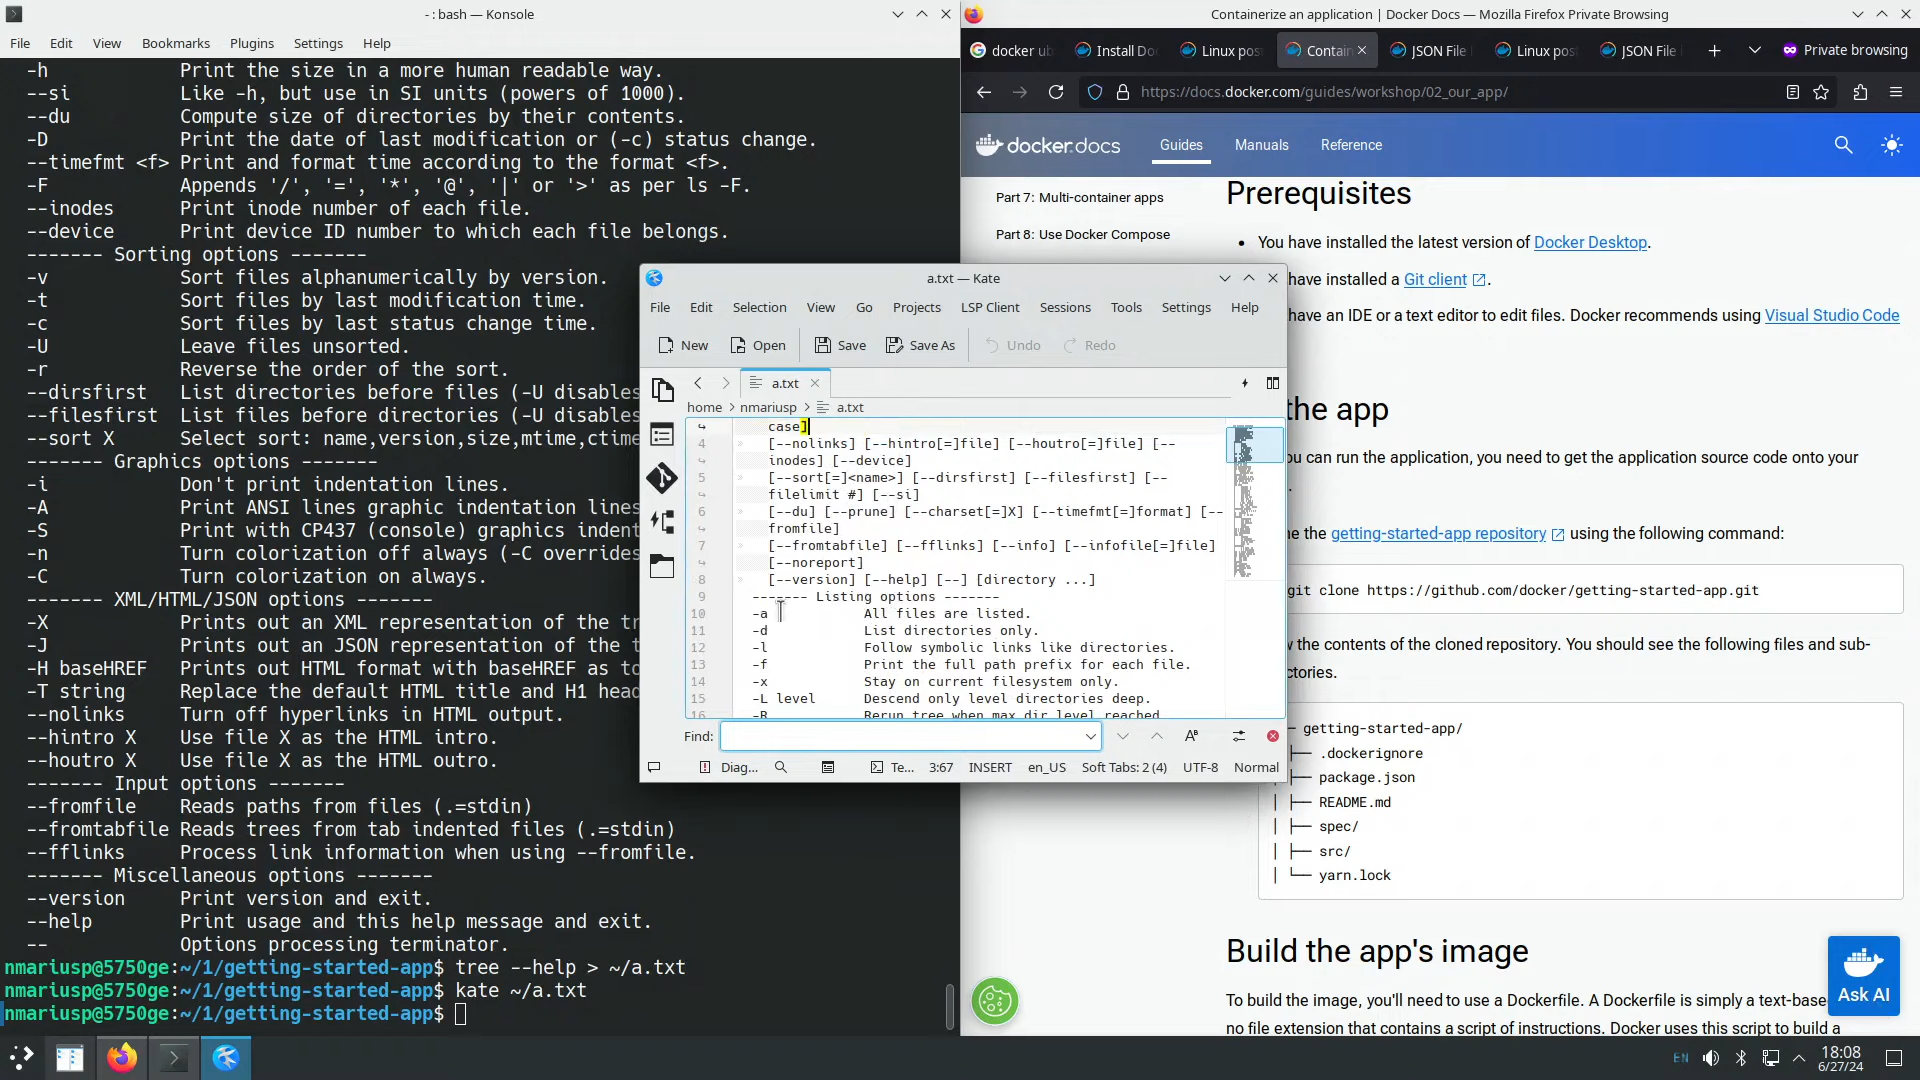 - : bash — Konsole
File Edit View Bookmarks Plugins Settings Help
-h Print the size in a more human readable way.
--si Like -h, but use in SI units (powers of 1000).
--du Compute size of directories by their contents.
-D Print the date of last modification or (-c) status change.
--timefmt <f> Print and format time according to the format <f>.
-F Appends '/', '=', '*', '@', '|' or '>' as per ls -F.
--inodes Print inode number of each file.
--device Print device ID number to which each file belongs.
------- Sorting options -------
-v Sort files alphanumerically by version.
-t Sort files by last modification time.
-c Sort files by last status change time.
-U Leave files unsorted.
-r Reverse the order of the sort.
--dirsfirst List directories before files (-U disables
--filesfirst List files before directories (-U disables
--sort X Select sort: name,version,size,mtime,ctime
------- Graphics options -------
-i Don't print indentation lines.
-A Print ANSI lines graphic indentation lines
-S Print with CP437 (console) graphics indent
-n Turn colorization off always (-C overrides
-C Turn colorization on always.
------- XML/HTML/JSON options -------
-X Prints out an XML representation of the tr
-J Prints out an JSON representation of the t
-H baseHREF Prints out HTML format with baseHREF as to
-T string Replace the default HTML title and H1 head
--nolinks Turn off hyperlinks in HTML output.
--hintro X Use file X as the HTML intro.
--houtro X Use file X as the HTML outro.
------- Input options -------
--fromfile Reads paths from files (.=stdin)
--fromtabfile Reads trees from tab indented files (.=stdin)
--fflinks Process link information when using --fromfile.
------- Miscellaneous options -------
--version Print version and exit.
--help Print usage and this help message and exit.
-- Options processing terminator.
nmariusp@5750ge:~/1/getting-started-app$ tree --help > ~/a.txt
nmariusp@5750ge:~/1/getting-started-app$ kate ~/a.txt
nmariusp@5750ge:~/1/getting-started-app$
a.txt — Kate
File Edit Selection View Go Projects LSP Client Sessions Tools Settings Help
New Open Save Save As Undo Redo
a.txt
home > nmariusp > a.txt
case]
4 [--nolinks] [--hintro[=]file] [--houtro[=]file] [--
inodes] [--device]
5 [--sort[=]<name>] [--dirsfirst] [--filesfirst] [--
filelimit #] [--si]
6 [--du] [--prune] [--charset[=]X] [--timefmt[=]format] [--
fromfile]
7 [--fromtabfile] [--fflinks] [--info] [--infofile[=]file]
[--noreport]
8 [--version] [--help] [--] [directory ...]
9 ------- Listing options -------
10 -a All files are listed.
11 -d List directories only.
12 -l Follow symbolic links like directories.
13 -f Print the full path prefix for each file.
14 -x Stay on current filesystem only.
15 -L level Descend only level directories deep.
16 -R Rerun tree when max dir level reached.
Find:
Diag... Te... 3:67 INSERT en_US Soft Tabs: 2 (4) UTF-8 Normal
Containerize an application | Docker Docs — Mozilla Firefox Private Browsing
docker ub Install Do Linux pos Contain JSON File Linux pos JSON File Private browsing
https://docs.docker.com/guides/workshop/02_our_app/
docker.docs Guides Manuals Reference
Part 7: Multi-container apps
Part 8: Use Docker Compose
Prerequisites
• You have installed the latest version of Docker Desktop.
have installed a Git client.
have an IDE or a text editor to edit files. Docker recommends using Visual Studio Code
the app
ou can run the application, you need to get the application source code onto your
e the getting-started-app repository using the following command:
git clone https://github.com/docker/getting-started-app.git
w the contents of the cloned repository. You should see the following files and sub-
ctories.
getting-started-app/
├── .dockerignore
│ ├── package.json
│ ├── README.md
│ ├── spec/
│ ├── src/
│ └── yarn.lock
Build the app's image
To build the image, you'll need to use a Dockerfile. A Dockerfile is simply a text-base
no file extension that contains a script of instructions. Docker uses this script to build a
Ask AI
EN
18:08
6/27/24